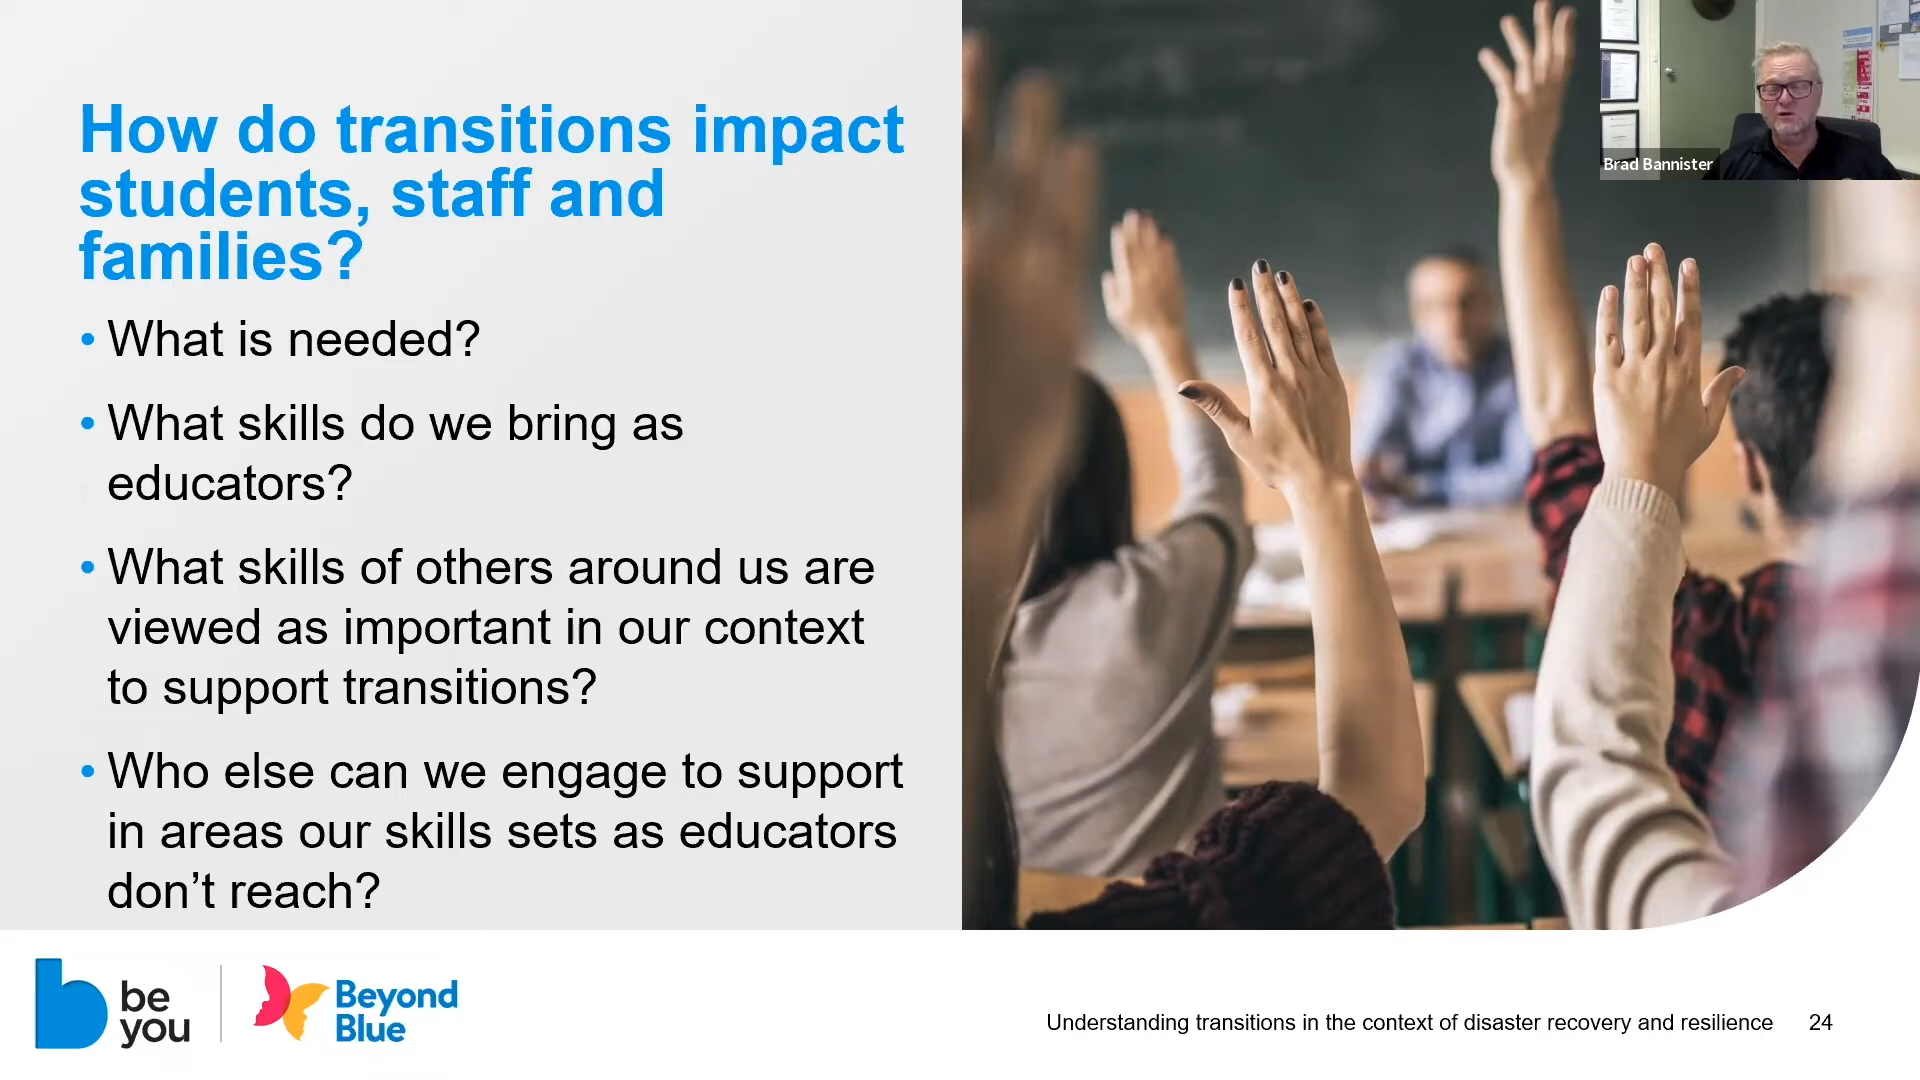 How do transitions impact
students, staff and
families?
• What is needed?
• What skills do we bring as
educators?
• What skills of others around us are
viewed as important in our context
to support transitions?
• Who else can we engage to support
in areas our skills sets as educators
don’t reach?
Brad Bannister
be
you
Beyond
Blue
Understanding transitions in the context of disaster recovery and resilience 24